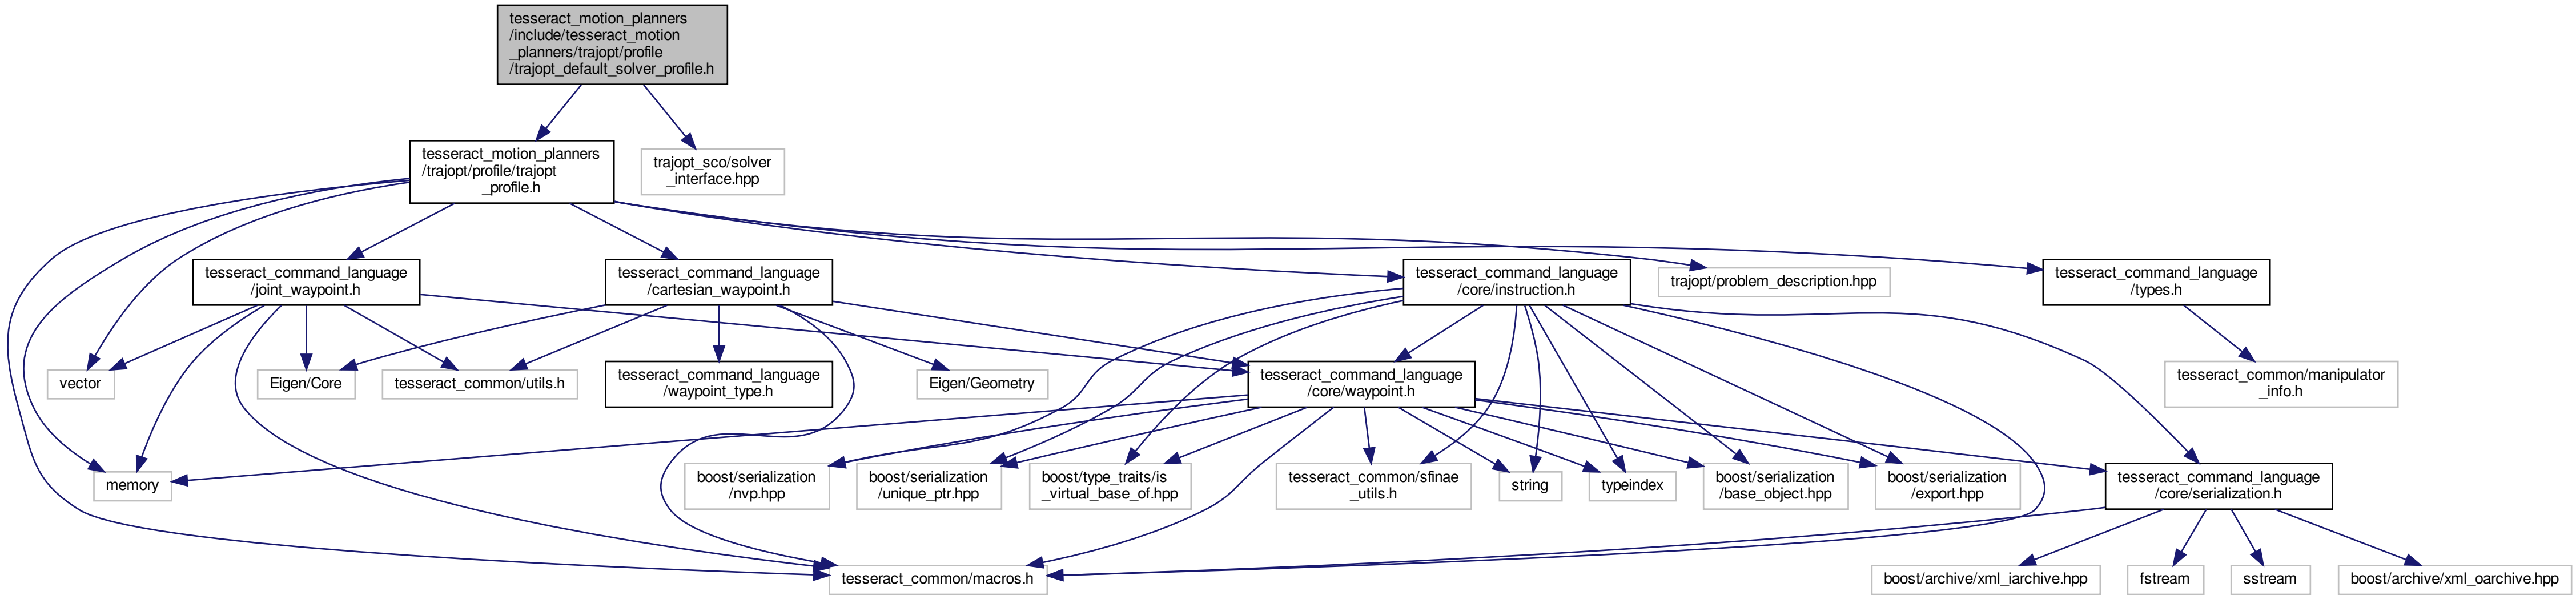 tesseract_motion_planners
/include/tesseract_motion
_planners/trajopt/profile
/trajopt_default_solver_profile.h
tesseract_motion_planners
/trajopt/profile/trajopt
_profile.h
trajopt_sco/solver
_interface.hpp
tesseract_command_language
/joint_waypoint.h
tesseract_command_language
/cartesian_waypoint.h
tesseract_command_language
/core/instruction.h
trajopt/problem_description.hpp
tesseract_command_language
/types.h
vector
Eigen/Core
tesseract_common/utils.h
tesseract_command_language
/waypoint_type.h
Eigen/Geometry
tesseract_command_language
/core/waypoint.h
tesseract_common/manipulator
_info.h
memory
boost/serialization
/nvp.hpp
boost/serialization
/unique_ptr.hpp
boost/type_traits/is
_virtual_base_of.hpp
tesseract_common/sfinae
_utils.h
string
typeindex
boost/serialization
/base_object.hpp
boost/serialization
/export.hpp
tesseract_command_language
/core/serialization.h
tesseract_common/macros.h
boost/archive/xml_iarchive.hpp
fstream
sstream
boost/archive/xml_oarchive.hpp